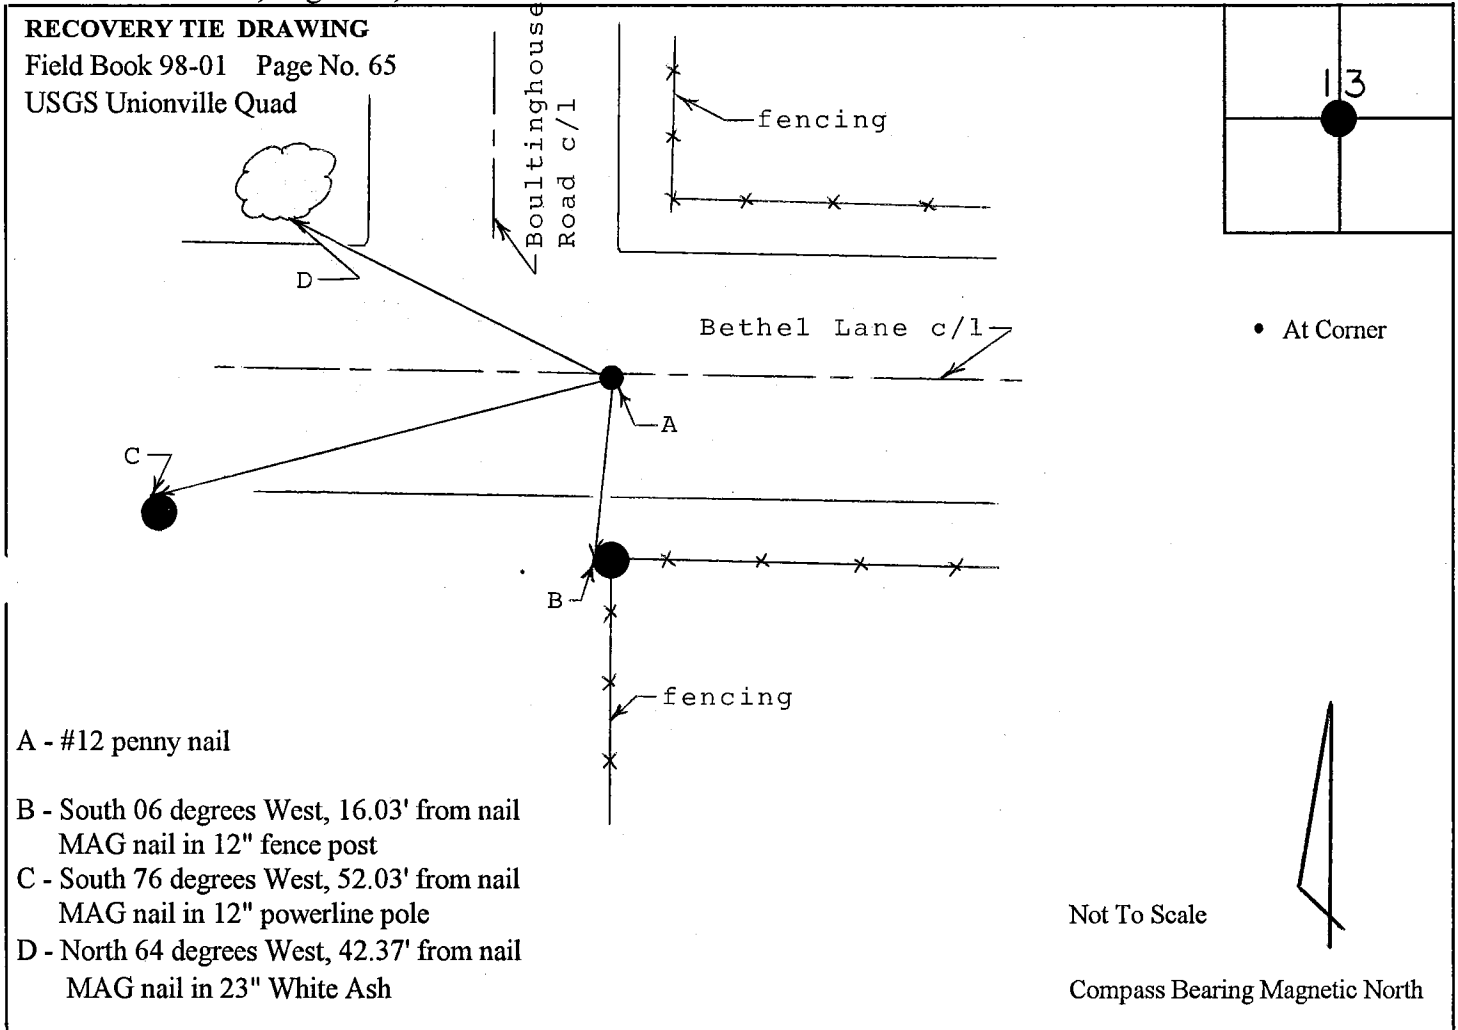 RECOVERY TIE DRAWING
Field Book 98-01 Page No. 65
USGS Unionville Quad
Boultinghouse
Road c/l
fencing
13
D
Bethel Lane c/l
• At Corner
A
C
B
fencing
A - #12 penny nail
B - South 06 degrees West, 16.03' from nail
MAG nail in 12" fence post
C - South 76 degrees West, 52.03' from nail
MAG nail in 12" powerline pole
D - North 64 degrees West, 42.37' from nail
MAG nail in 23" White Ash
Not To Scale
Compass Bearing Magnetic North